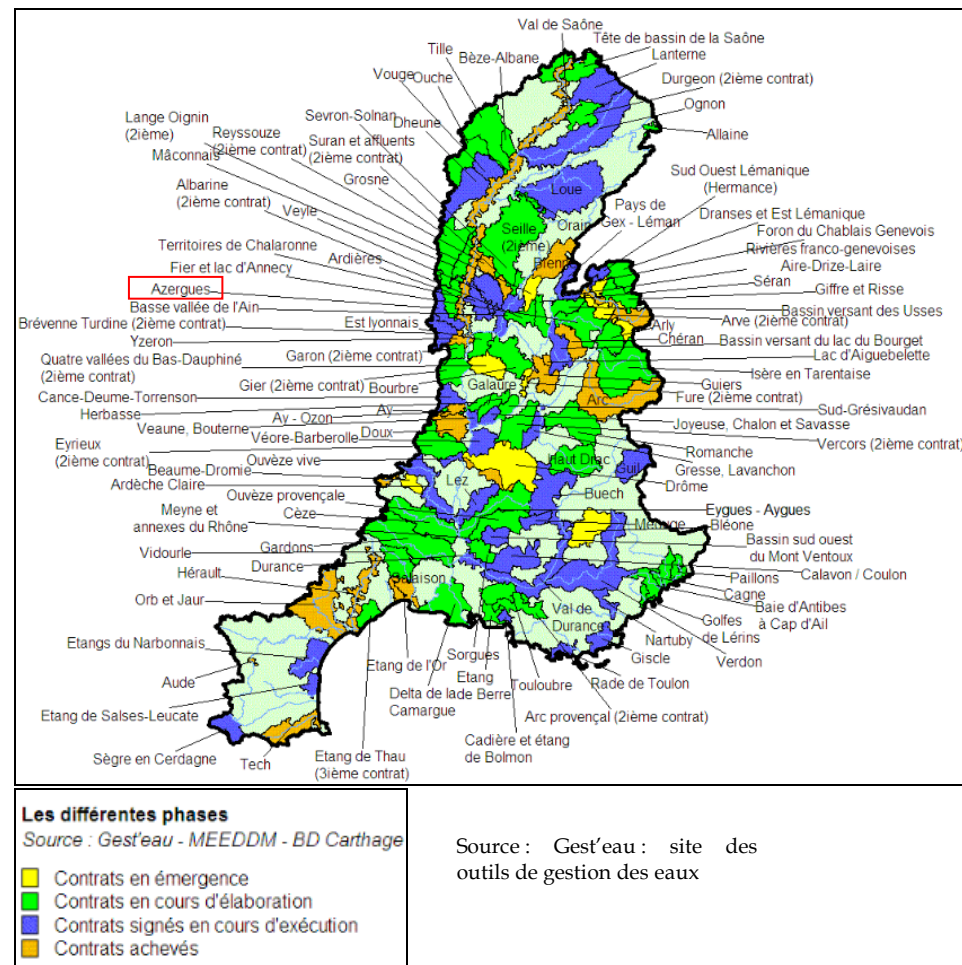 Val de Saône
Tête de bassin de la Saône
Tille
Bèze-Albane
Lanterne
Vouge
Ouche
Durgeon (2ième contrat)
Sevron-Solnan
Dheune
Ognon
Lange Oignin
(2ième)
Reyssouze
(2ième contrat)
Suran et affluents
(2ième contrat)
Allaine
Mâconnais
Grosne
Sud Ouest Lémanique
(Hermance)
Albarine
(2ième contrat)
Loue
Pays de
Gex - Léman
Veyle
Orain
Dranses et Est Lémanique
Seille
(2ième)
Foron du Chablais Genevois
Territoires de Chalaronne
Ardières
Rivières franco-genevoises
Fier et lac d'Annecy
Bienne
Aire-Drize-Laire
Azergues
Séran
Giffre et Risse
Basse vallée de l'Ain
Bassin versant des Usses
Brévenne Turdine (2ième contrat)
Est lyonnais
Arly
Arve (2ième contrat)
Yzeron
Chéran
Bassin versant du lac du Bourget
Quatre vallées du Bas-Dauphiné
(2ième contrat)
Garon (2ième contrat)
Lac d'Aiguebelette
Gier (2ième contrat)
Bourbre
Galaure
Isère en Tarentaise
Cance-Deume-Torrenson
Guiers
Arc
Fure (2ième contrat)
Herbasse
Ay - Ozon
Ay
Sud-Grésivaudan
Veaune, Bouterne
Doux
Joyeuse, Chalon et Savasse
Eyrieux
(2ième contrat)
Véore-Barberolle
Vercors (2ième contrat)
Romanche
Beaume-Dromie
Ouvèze vive
Haut Drac
Gresse, Lavanchon
Guil
Drôme
Ardèche Claire
Lez
Ouvèze provençale
Buech
Meyne et
annexes du Rhône
Cèze
Eygues - Aygues
Méouge
Bléone
Vidourle
Gardons
Bassin sud ouest
du Mont Ventoux
Durance
Hérault
Salaison
Calavon / Coulon
Paillons
Orb et Jaur
Cagne
Val de
Durance
Baie d'Antibes
à Cap d'Ail
Golfes
de Lérins
Nartuby
Etangs du Narbonnais
Verdon
Giscle
Etang de l'Or
Sorgues
Aude
Etang
de Berre
Touloubre
Rade de Toulon
Delta de la
Camargue
Etang de Salses-Leucate
Arc provençal (2ième contrat)
Cadière et étang
de Bolmon
Sègre en Cerdagne
Tech
Etang de Thau
(3ième contrat)
Les différentes phases
Source : Gest'eau - MEEDDM - BD Carthage
Contrats en émergence
Contrats en cours d'élaboration
Contrats signés en cours d'exécution
Contrats achevés
Source : Gest'eau : site des
outils de gestion des eaux